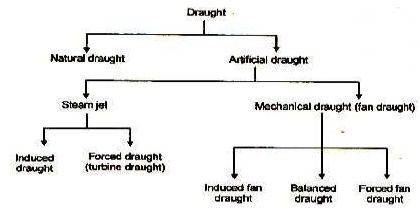 Draught
Natural draught
Artificial draught
Steam jet
Mechanical draught (fan draught)
Induced
draught
Forced draught
(turbine draught)
Induced fan
draught
Balanced
draught
Forced fan
draught